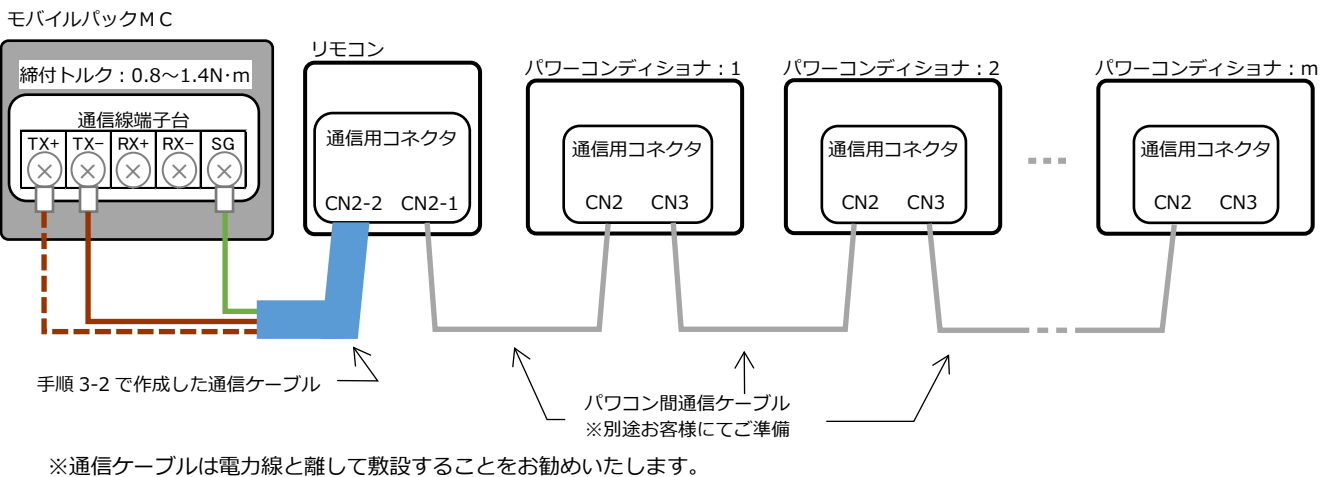 モバイルパックＭＣ
締付トルク：0.8～1.4N･m
通信線端子台
TX+ TX− RX+ RX− SG
リモコン
通信用コネクタ
CN2-2 CN2-1
パワーコンディショナ：1
通信用コネクタ
CN2 CN3
パワーコンディショナ：2
通信用コネクタ
CN2 CN3
パワーコンディショナ：m
通信用コネクタ
CN2 CN3
手順 3-2 で作成した通信ケーブル
パワコン間通信ケーブル
※別途お客様にてご準備
※通信ケーブルは電力線と離して敷設することをお勧めいたします。